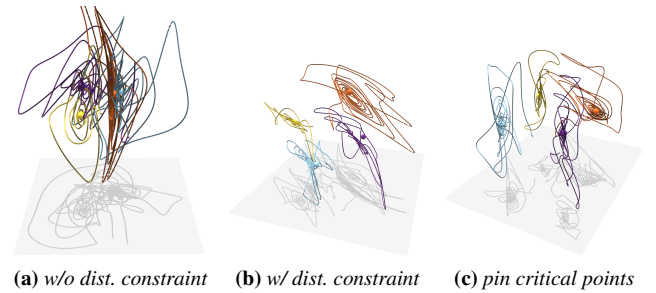 (a) w/o dist. constraint (b) w/ dist. constraint (c) pin critical points